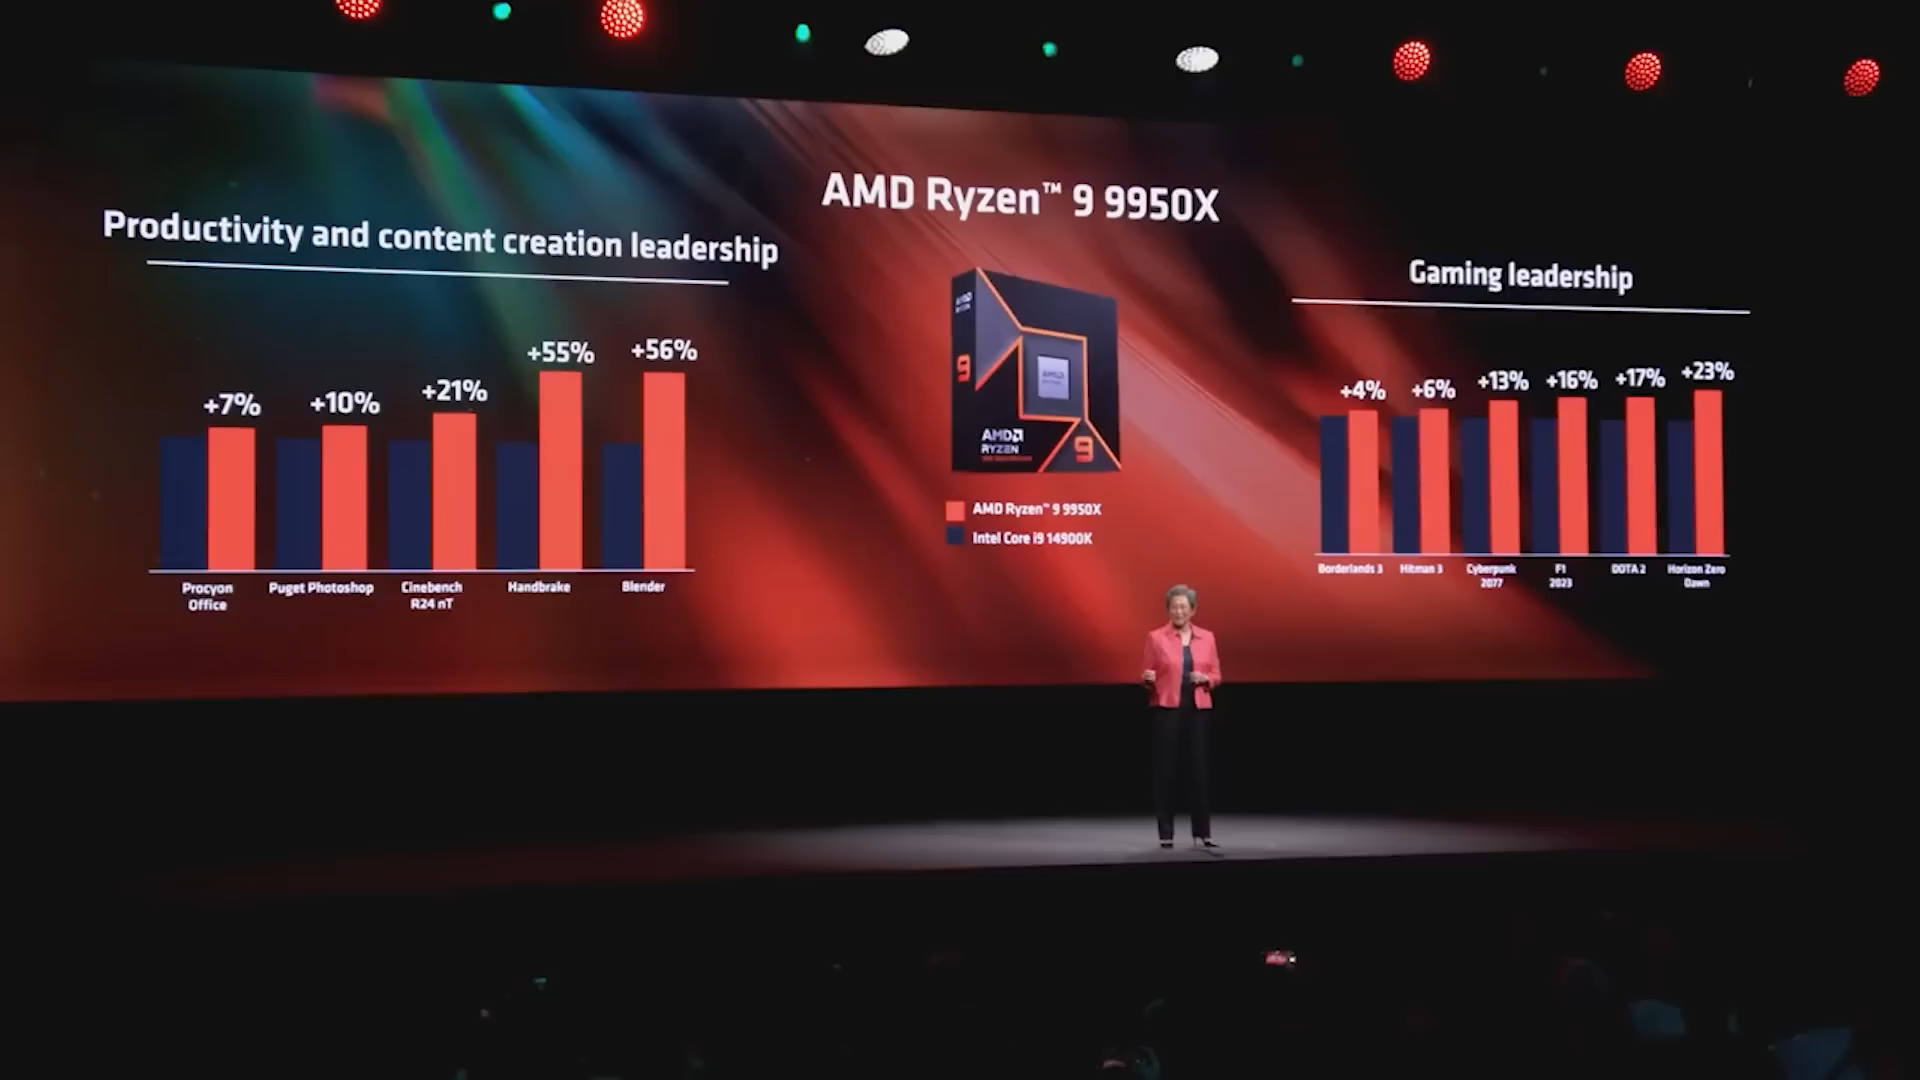 AMD Ryzen™ 9 9950X
Productivity and content creation leadership
+7%
+10%
+21%
+55%
+56%
Procyon
Office
Puget Photoshop
Cinebench
R24 nT
Handbrake
Blender
AMD
9
AMD
AMD
RYZEN
9
AMD Ryzen™ 9 9950X
Intel Core i9 14900K
Gaming leadership
+4%
+6%
+13%
+16%
+17%
+23%
Borderlands 3
Hitman 3
Cyberpunk
2077
F1
2023
DOTA 2
Horizon Zero
Dawn